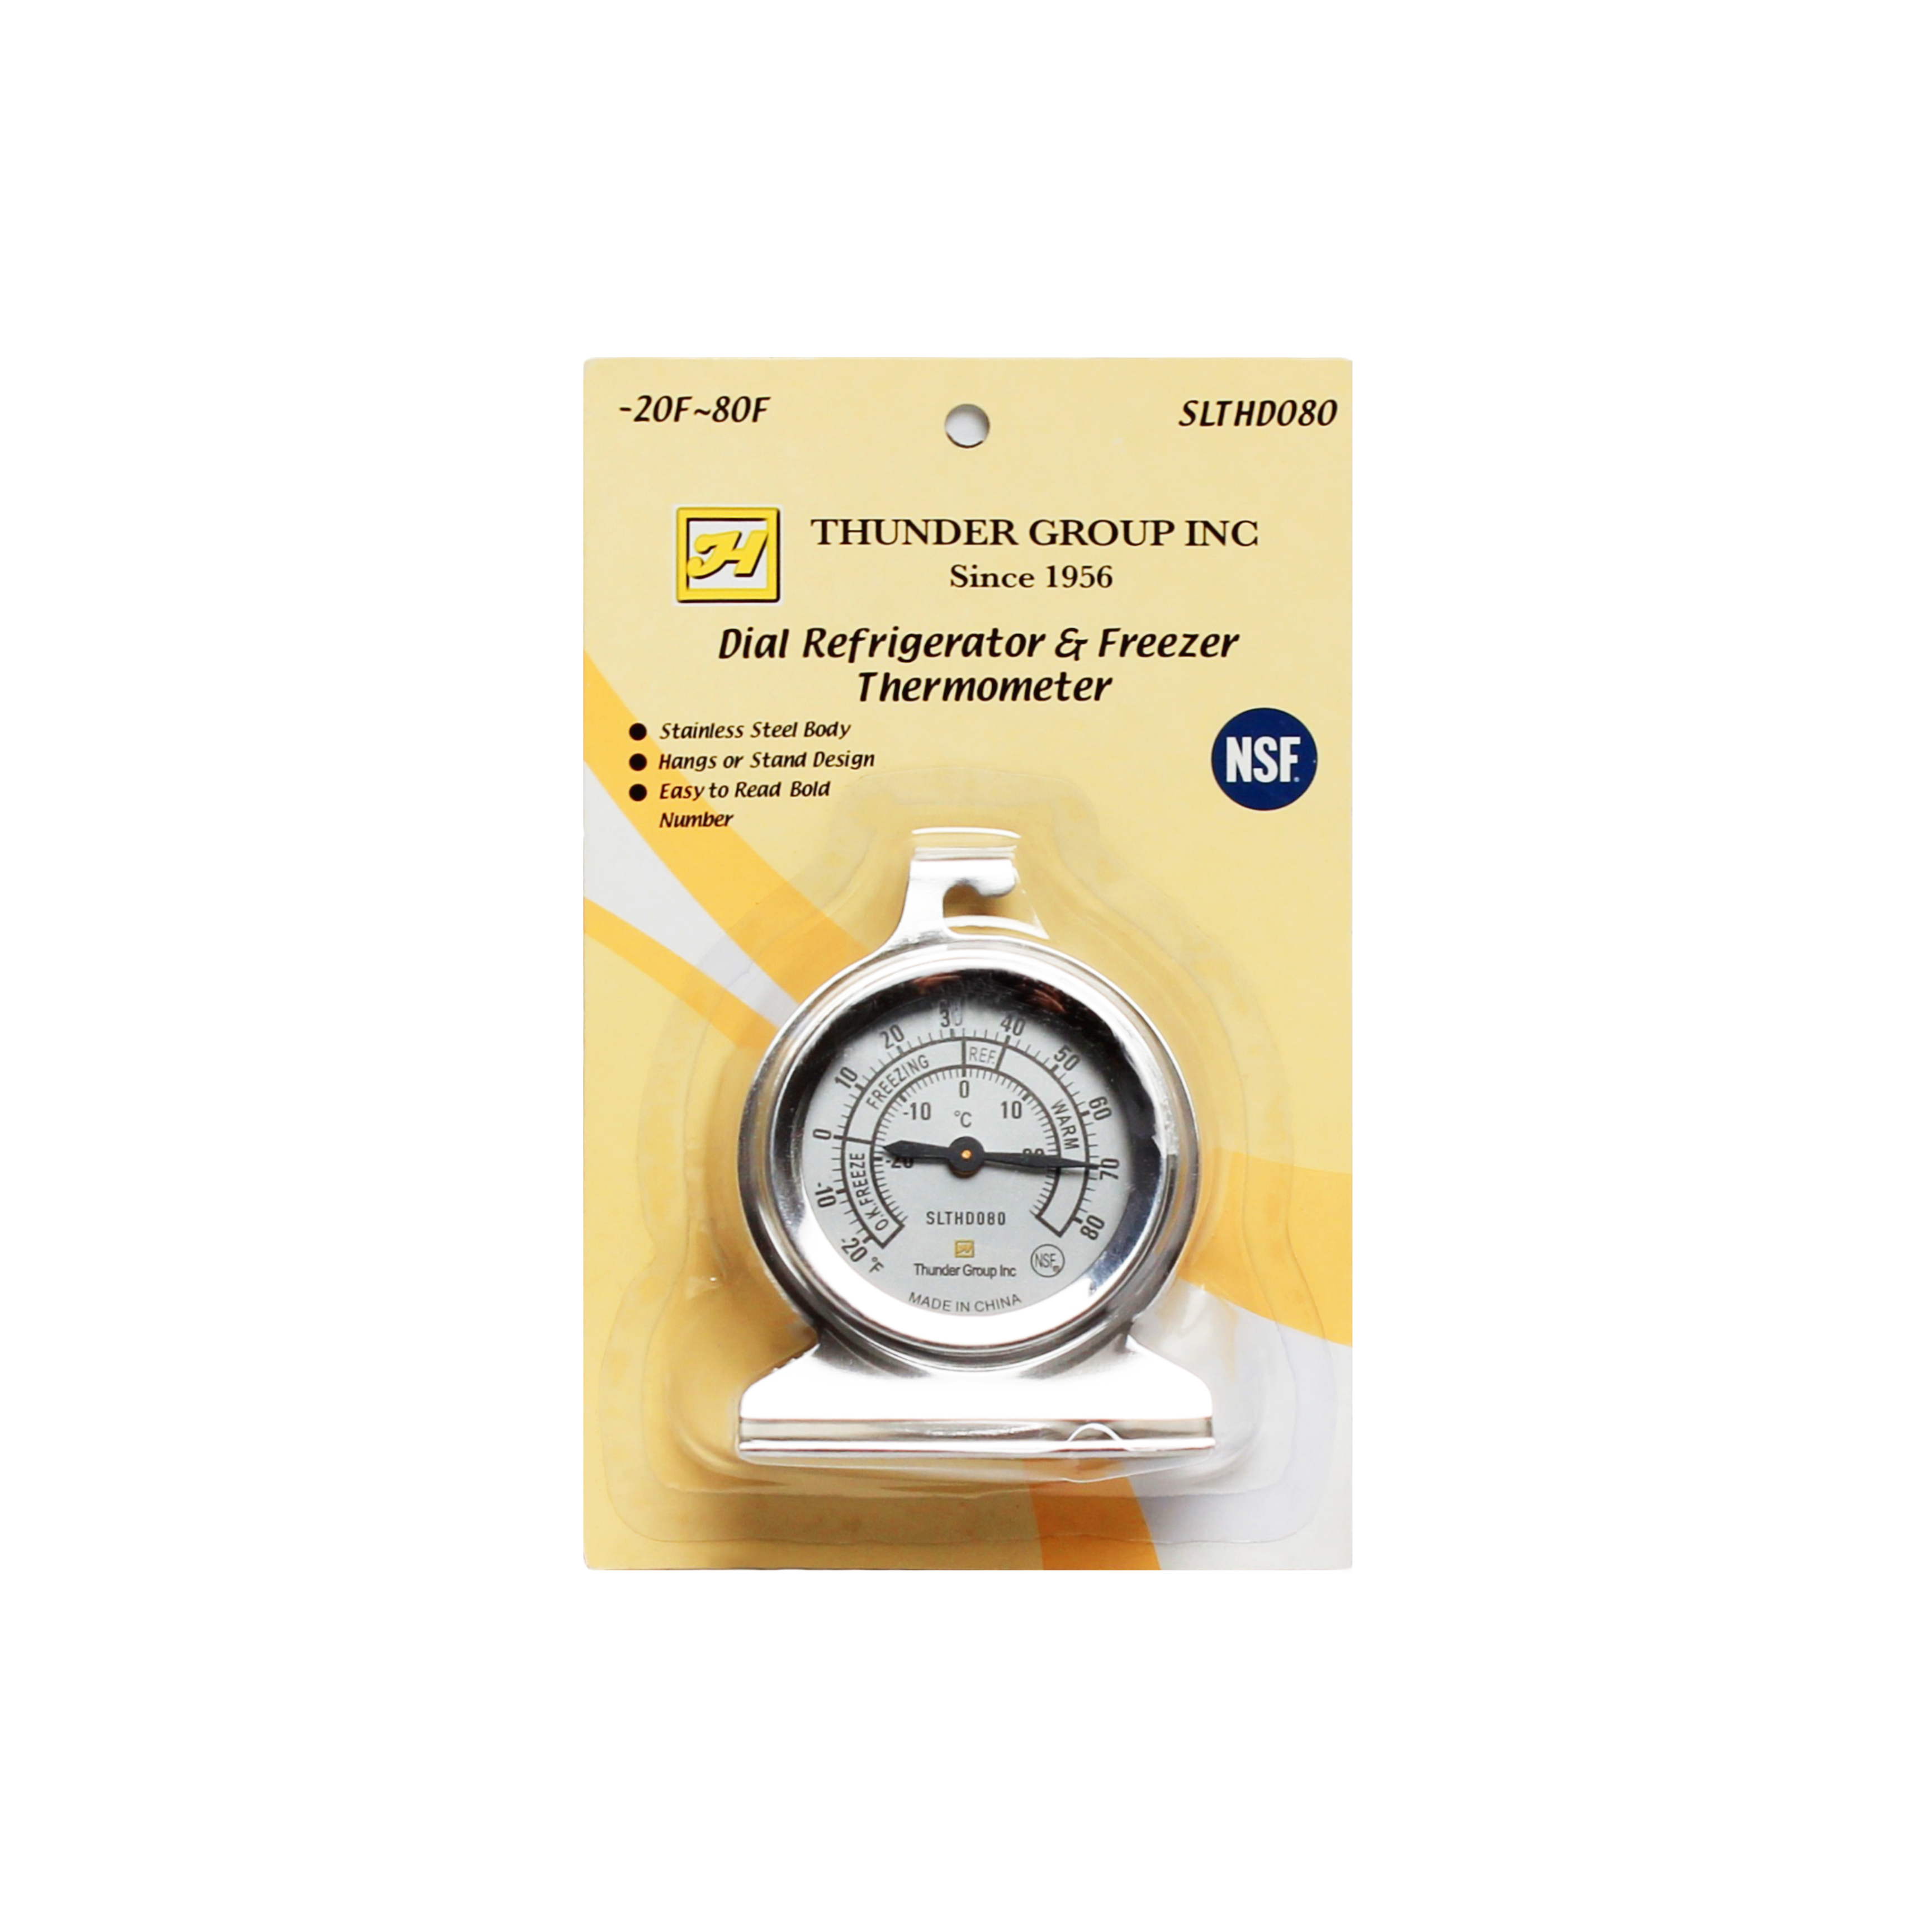 -20F~80F
SLTHD080
H
THUNDER GROUP INC
Since 1956
Dial Refrigerator & Freezer
Thermometer
● Stainless Steel Body
● Hangs or Stand Design
● Easy to Read Bold
Number
NSF
-20 -10 0 10 20 30 40 50 60 70 80
°F
O.K.FREEZE FREEZING REF. WARM
-20 -10 0 10 20
°C
SLTHD080
Thunder Group Inc
NSF
MADE IN CHINA